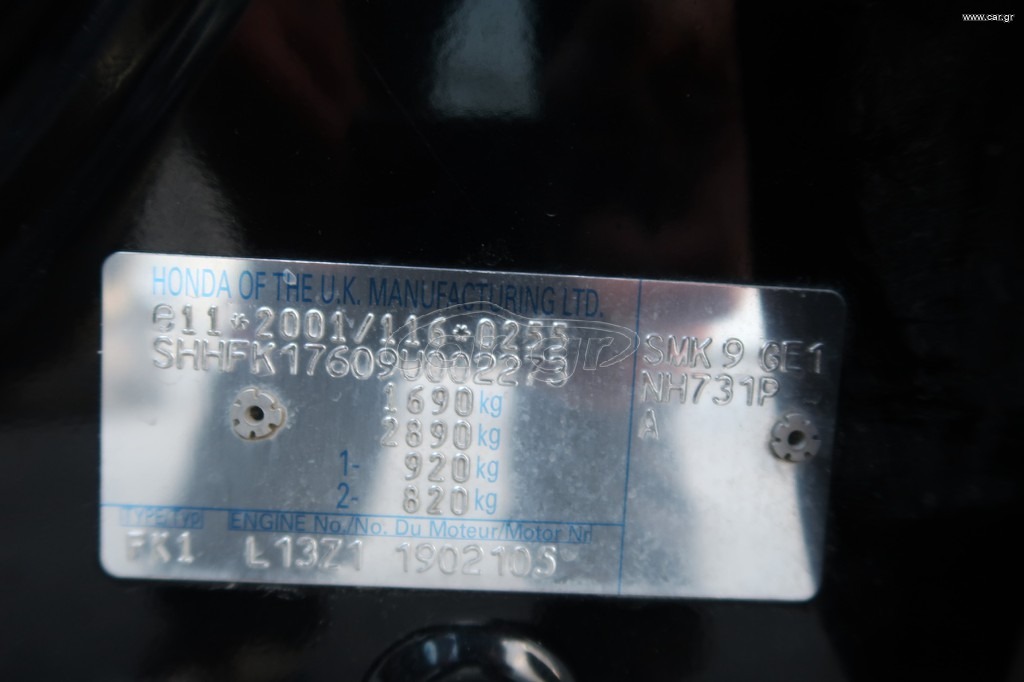 www.car.gr
HONDA OF THE U.K. MANUFACTURING LTD.
e11*2001/116*0255
SHHFK17609U002273
1690 kg
2890 kg
1- 920 kg
2- 820 kg
SMK 9 GE1
NH731P
A
TYPE/TYP ENGINE No./No. Du Moteur/Motor Nr
FK1 L13Z1 1902105